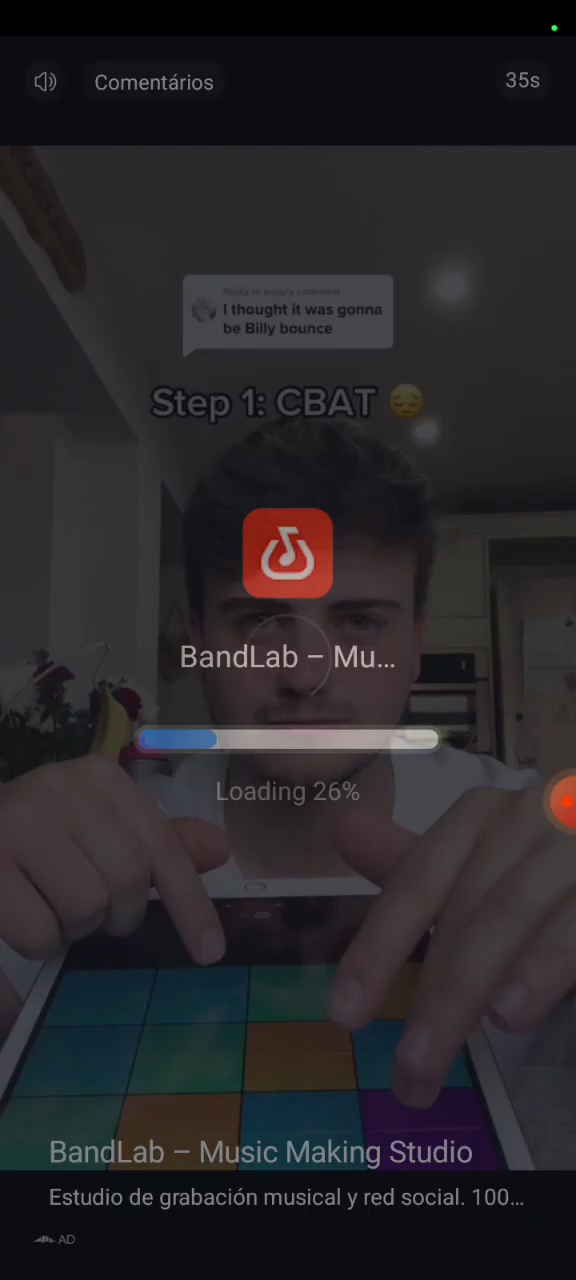 Comentários
35s
Reply to
comment
I thought it was gonna
be Billy bounce
Step 1: CBAT
BandLab – Mu...
Loading 26%
BandLab – Music Making Studio
Estudio de grabación musical y red social. 100...
AD